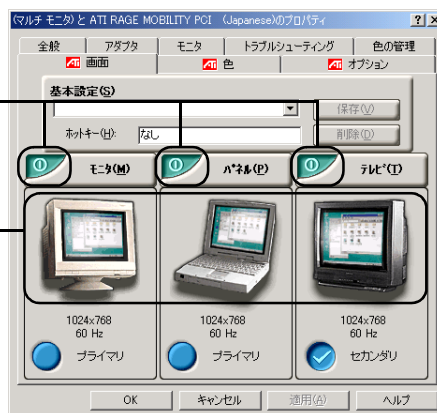 (マルチ モニタ) と ATI RAGE MOBILITY PCI (Japanese)のプロパティ
全般 アダプタ モニタ トラブルシューティング 色の管理
ATI 画面 ATI 色 ATI オプション
基本設定(S)
保存(V)
ホットキー(H): なし 削除(D)
モニタ(M) パネル(P) テレビ(T)
1024x768 1024x768 1024x768
60 Hz 60 Hz 60 Hz
プライマリ プライマリ セカンダリ
OK キャンセル 適用(A) ヘルプ